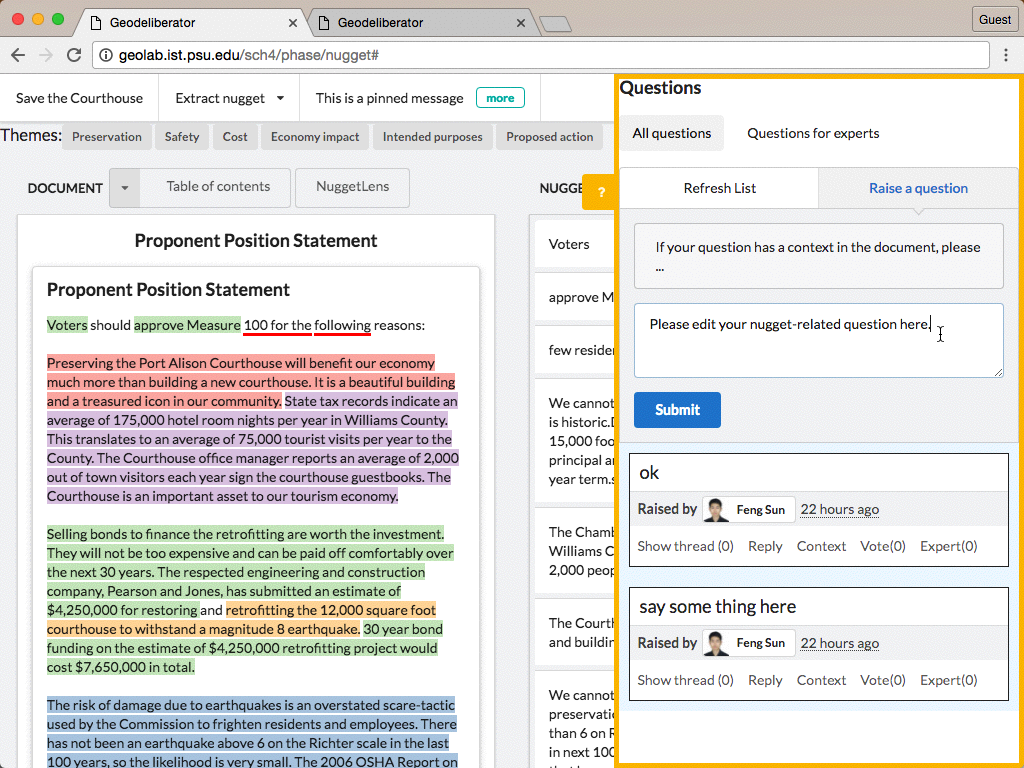 Geodeliberator
Geodeliberator
Guest
geolab.ist.psu.edu/sch4/phase/nugget#
Save the Courthouse
Extract nugget
This is a pinned message
more
Themes:
Preservation
Safety
Cost
Economy impact
Intended purposes
Proposed action
DOCUMENT
Table of contents
NuggetLens
Proponent Position Statement
Proponent Position Statement
Voters should approve Measure 100 for the following reasons:
Preserving the Port Alison Courthouse will benefit our economy
much more than building a new courthouse. It is a beautiful building
and a treasured icon in our community. State tax records indicate an
average of 175,000 hotel room nights per year in Williams County.
This translates to an average of 75,000 tourist visits per year to the
County. The Courthouse office manager reports an average of 2,000
out of town visitors each year sign the courthouse guestbooks. The
Courthouse is an important asset to our tourism economy.
Selling bonds to finance the retrofitting are worth the investment.
They will not be too expensive and can be paid off comfortably over
the next 30 years. The respected engineering and construction
company, Pearson and Jones, has submitted an estimate of
$4,250,000 for restoring and retrofitting the 12,000 square foot
courthouse to withstand a magnitude 8 earthquake. 30 year bond
funding on the estimate of $4,250,000 retrofitting project would
cost $7,650,000 in total.
The risk of damage due to earthquakes is an overstated scare-tactic
used by the Commission to frighten residents and employees. There
has not been an earthquake above 6 on the Richter scale in the last
100 years, so the likelihood is very small. The 2006 OSHA Report on
NUGGE
?
Voters
approve M
few reside
We cannot
is historic.
15,000 foo
principal a
year term.s
The Chamb
Williams C
2,000 peop
The Courth
and buildin
We cannot
preservati
than 6 on R
in next 100
Questions
All questions
Questions for experts
Refresh List
Raise a question
If your question has a context in the document, please
...
Please edit your nugget-related question here.
Submit
ok
Raised by Feng Sun 22 hours ago
Show thread (0) Reply Context Vote(0) Expert(0)
say some thing here
Raised by Feng Sun 22 hours ago
Show thread (0) Reply Context Vote(0) Expert(0)